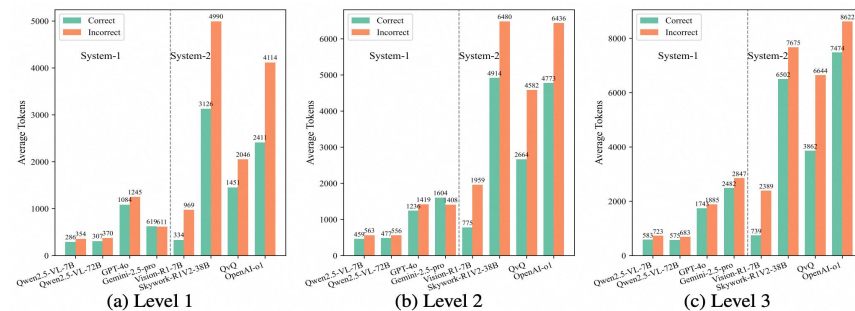 Correct
Incorrect
System-1
System-2
Average Tokens
5000
4000
3000
2000
1000
0
286 354
307 370
1084 1245
619 611
334 969
3126 4990
1451 2046
2411 4114
Qwen2.5-VL-7B
Qwen2.5-VL-72B
GPT-4o
Gemini-2.5-pro
Vision-R1-7B
Skywork-R1V2-38B
QvQ
OpenAI-o1
(a) Level 1
Correct
Incorrect
System-1
System-2
Average Tokens
6000
5000
4000
3000
2000
1000
0
459 563
477 556
1236 1419
1604 1408
775 1959
4914 6480
2664 4582
4773 6436
Qwen2.5-VL-7B
Qwen2.5-VL-72B
GPT-4o
Gemini-2.5-pro
Vision-R1-7B
Skywork-R1V2-38B
QvQ
OpenAI-o1
(b) Level 2
Correct
Incorrect
System-1
System-2
Average Tokens
8000
6000
4000
2000
0
583 723
575 683
1743 1885
2482 2847
739 2389
6502 7675
3862 6644
7474 8622
Qwen2.5-VL-7B
Qwen2.5-VL-72B
GPT-4o
Gemini-2.5-pro
Vision-R1-7B
Skywork-R1V2-38B
QvQ
OpenAI-o1
(c) Level 3